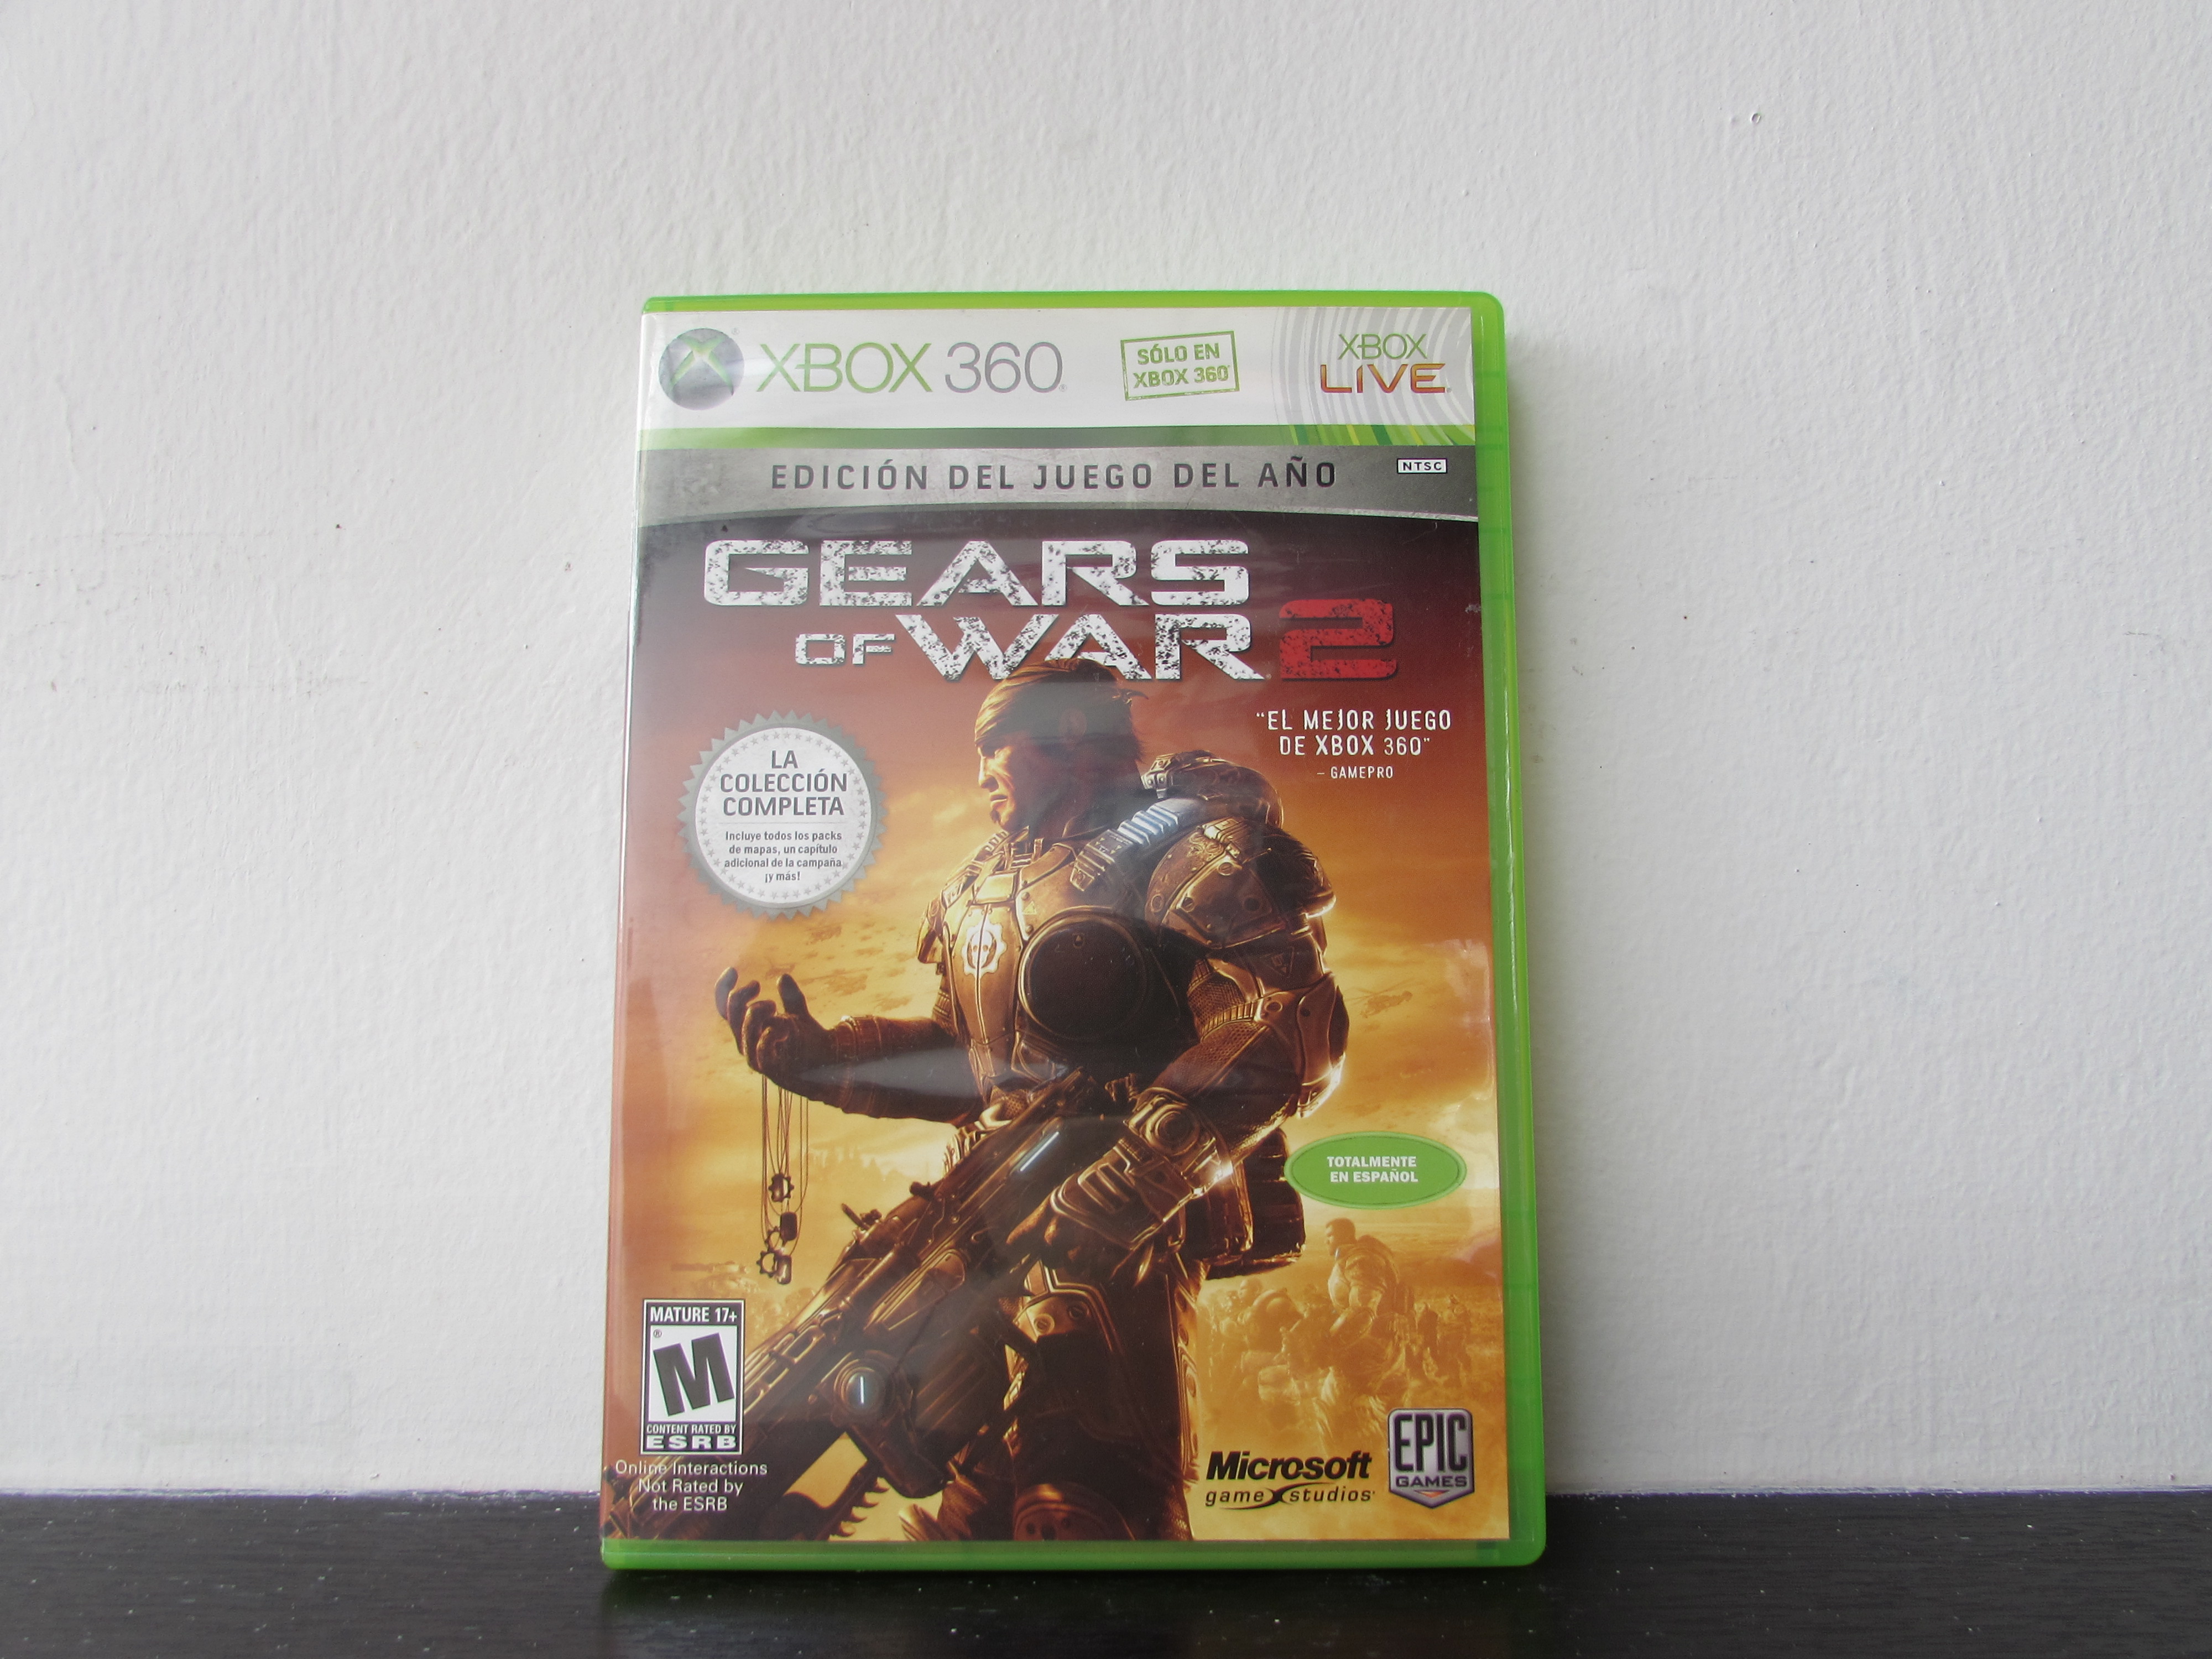 XBOX 360
SÓLO EN
XBOX 360
XBOX
LIVE
EDICIÓN DEL JUEGO DEL AÑO
NTSC
GEARS
OF WAR 2
"EL MEJOR JUEGO
DE XBOX 360"
– GAMEPRO
LA
COLECCIÓN
COMPLETA
Incluye todos los packs
de mapas, un capítulo
adicional de la campaña,
¡y más!
TOTALMENTE
EN ESPAÑOL
MATURE 17+
M
CONTENT RATED BY
ESRB
Online Interactions
Not Rated by
the ESRB
Microsoft
game studios
EPIC
GAMES